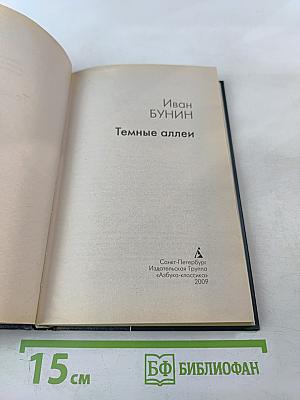 Иван
БУНИН
Темные аллеи
Санкт-Петербург
Издательская Группа
«Азбука-классика»
2009
15 см
БФ БИБЛИОФАН